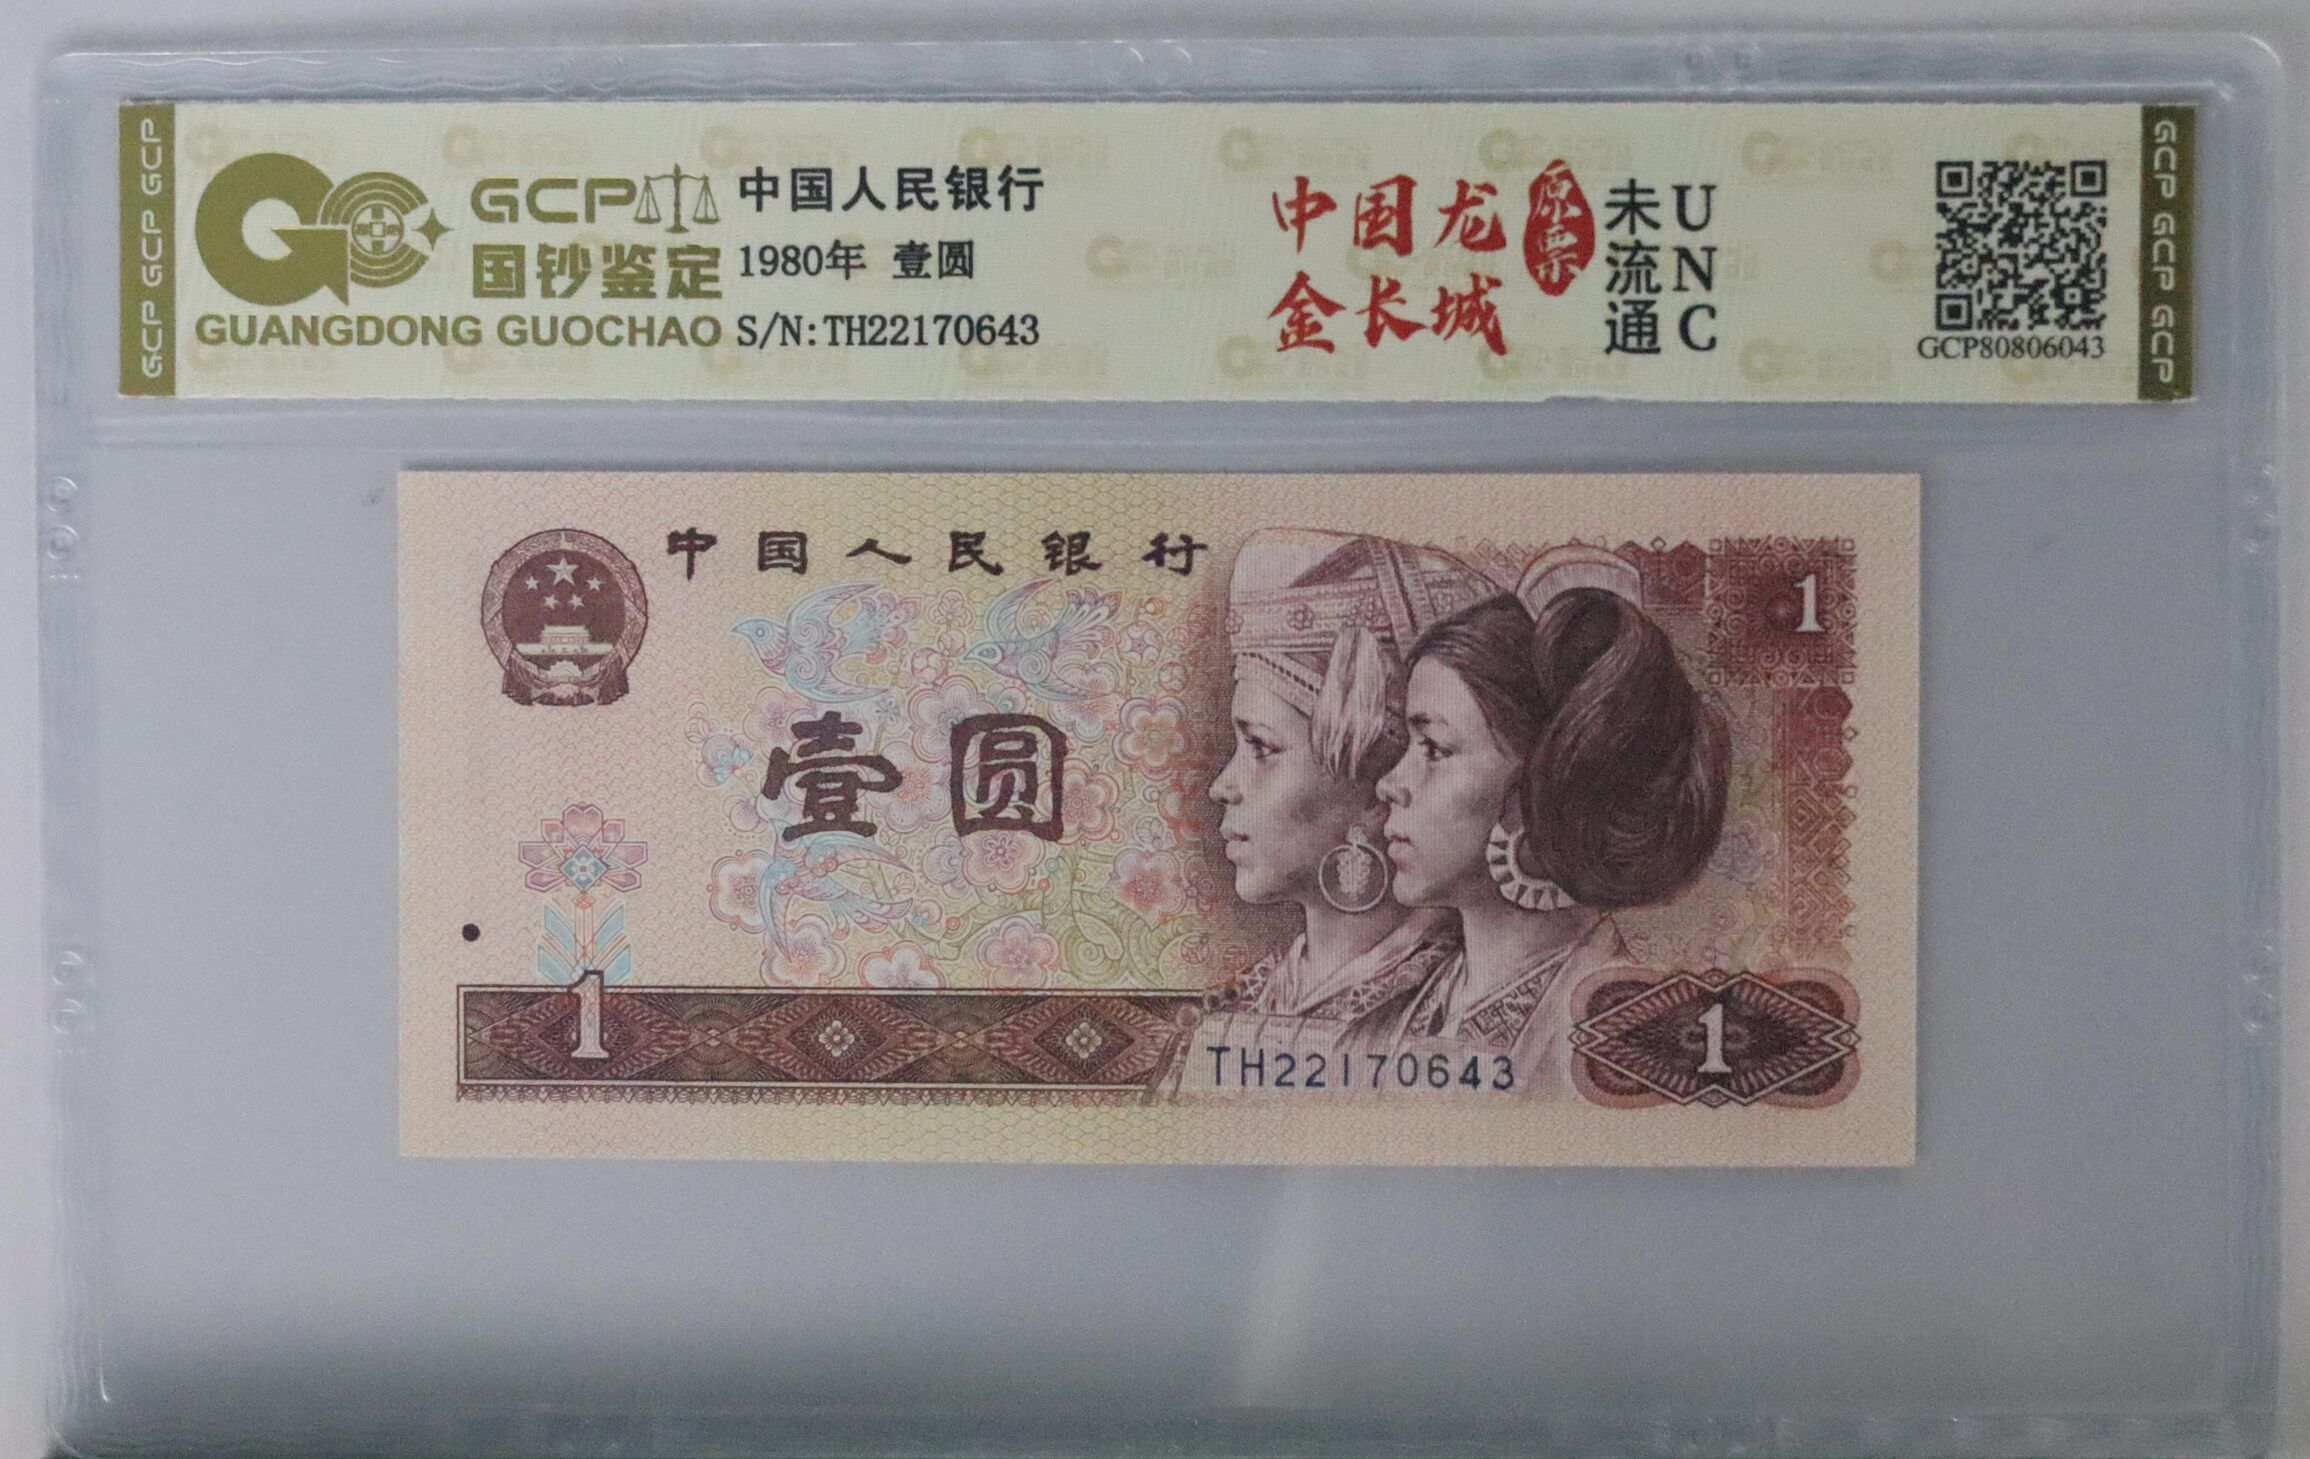 GCP GCP GCP
GCP
国钞鉴定
GUANGDONG GUOCHAO
中国人民银行
1980年 壹圆
S/N:TH22170643
中国龙
金长城
原票
未流通
UNC
GCP80806043
GCP GCP GCP
中国人民银行
1
壹圆
1
1
TH22170643